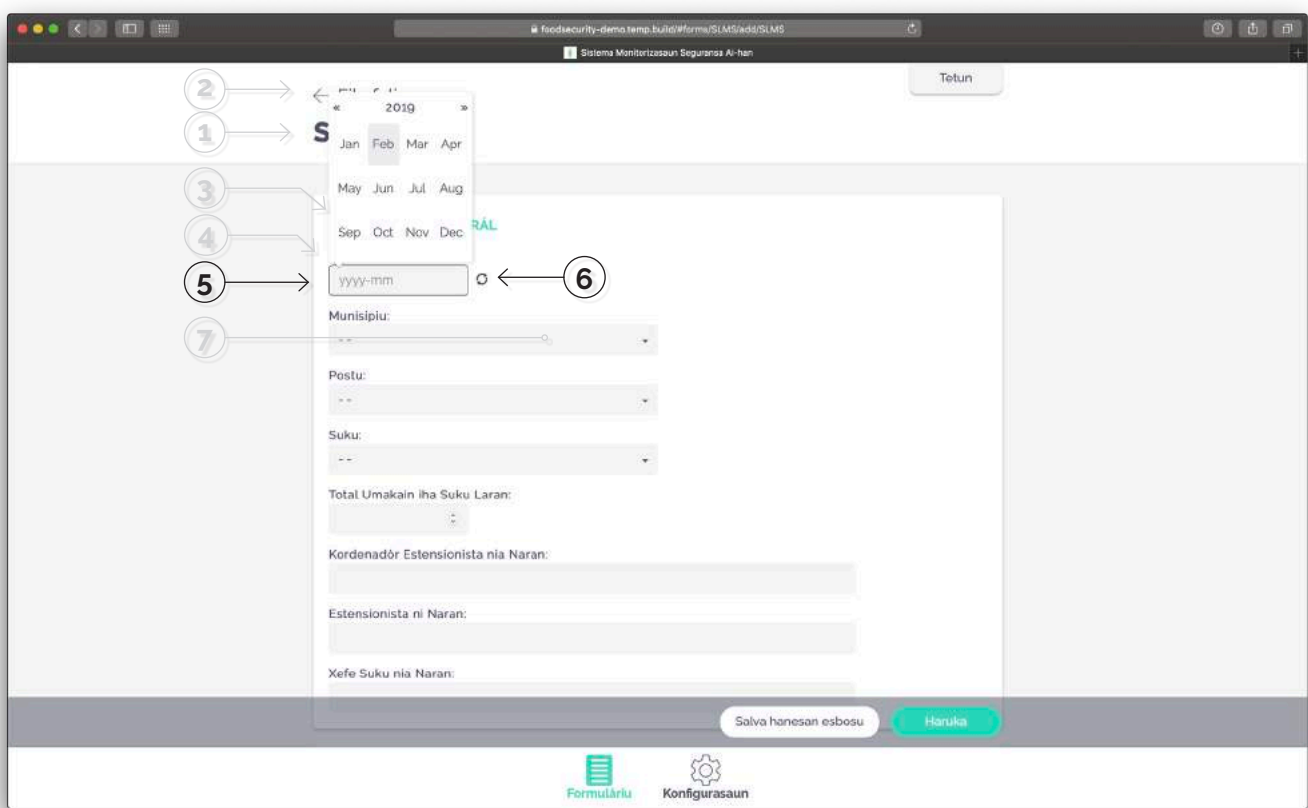 foodsecurity-demo.temp.build/#forms/SLMS/add/SLMS
Sistema Monitorizasaun Seguransa Ai-han
Tetun
2
1
« 2019 »
S
Jan Feb Mar Apr
May Jun Jul Aug
Sep Oct Nov Dec
RÁL
3
4
5
yyyy-mm
6
Munisipiu:
7
--
Postu:
--
Suku:
--
Total Umakain iha Suku Laran:
Kordenadór Estensionista nia Naran:
Estensionista ni Naran:
Xefe Suku nia Naran:
Salva hanesan esbosu
Haruka
Formuláriu
Konfigurasaun